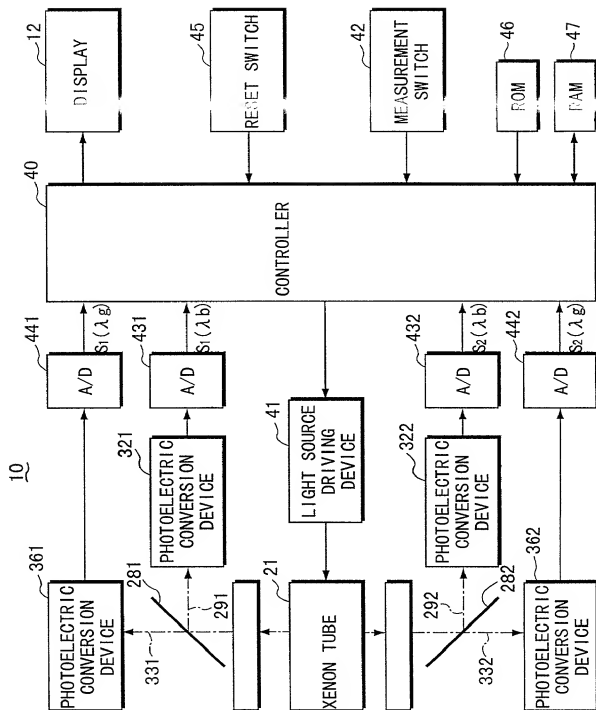 10
361
PHOTOELECTRIC
CONVERSION
DEVICE
441
A/D
S1(λg)
40
CONTROLLER
12
DISPLAY
281
331
291
321
PHOTOELECTRIC
CONVERSION
DEVICE
431
A/D
S1(λb)
45
RESET SWITCH
21
XENON TUBE
41
LIGHT SOURCE
DRIVING
DEVICE
42
MEASUREMENT
SWITCH
292
282
332
322
PHOTOELECTRIC
CONVERSION
DEVICE
432
A/D
S2(λb)
46
ROM
362
PHOTOELECTRIC
CONVERSION
DEVICE
442
A/D
S2(λg)
47
RAM